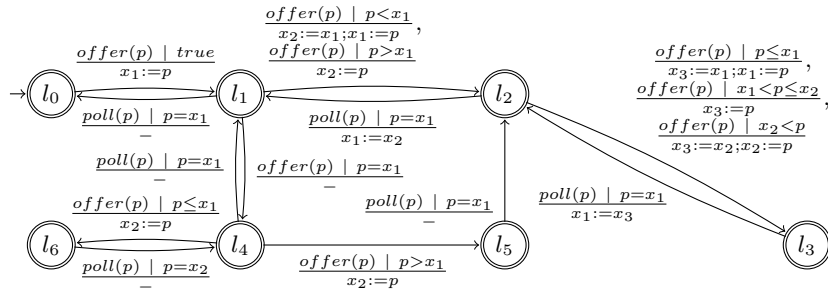 offer(p) | p<x₁
x₂:=x₁;x₁:=p ,
offer(p) | true
x₁:=p
offer(p) | p>x₁
x₂:=p
offer(p) | p≤x₁
x₃:=x₁;x₁:=p ,
offer(p) | x₁<p≤x₂
x₃:=p ,
offer(p) | x₂<p
x₃:=x₂;x₂:=p
l₀
l₁
l₂
poll(p) | p=x₁
–
poll(p) | p=x₁
x₁:=x₂
poll(p) | p=x₁
–
offer(p) | p=x₁
–
poll(p) | p=x₁
–
poll(p) | p=x₁
x₁:=x₃
offer(p) | p≤x₁
x₂:=p
l₆
l₄
l₅
l₃
poll(p) | p=x₂
–
offer(p) | p>x₁
x₂:=p